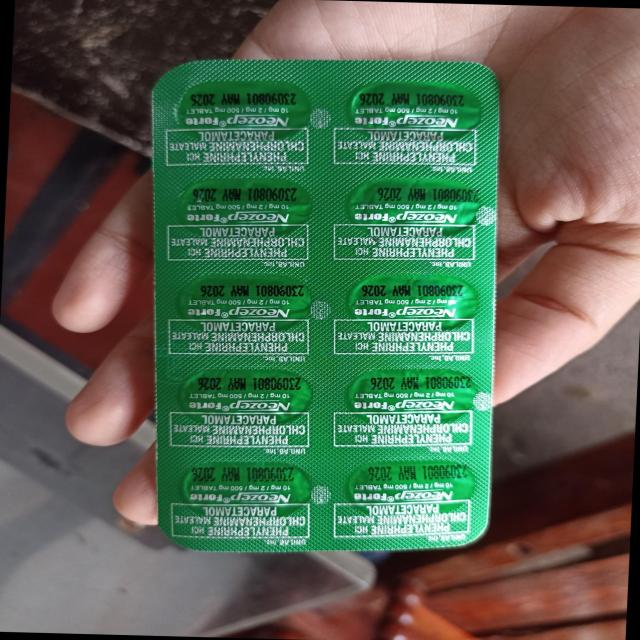 UNILAB, Inc.
PHENYLEPHRINE HCl
CHLORPHENAMINE MALEATE
PARACETAMOL
Neozep® Forte
10 mg / 2 mg / 500 mg TABLET
23090801 MAY 2026
UNILAB, Inc.
PHENYLEPHRINE HCl
CHLORPHENAMINE MALEATE
PARACETAMOL
Neozep® Forte
10 mg / 2 mg / 500 mg TABLET
23090801 MAY 2026
UNILAB, Inc.
PHENYLEPHRINE HCl
CHLORPHENAMINE MALEATE
PARACETAMOL
Neozep® Forte
10 mg / 2 mg / 500 mg TABLET
23090801 MAY 2026
UNILAB, Inc.
PHENYLEPHRINE HCl
CHLORPHENAMINE MALEATE
PARACETAMOL
Neozep® Forte
10 mg / 2 mg / 500 mg TABLET
23090801 MAY 2026
UNILAB, Inc.
PHENYLEPHRINE HCl
CHLORPHENAMINE MALEATE
PARACETAMOL
Neozep® Forte
10 mg / 2 mg / 500 mg TABLET
23090801 MAY 2026
UNILAB, Inc.
PHENYLEPHRINE HCl
CHLORPHENAMINE MALEATE
PARACETAMOL
Neozep® Forte
10 mg / 2 mg / 500 mg TABLET
23090801 MAY 2026
UNILAB, Inc.
PHENYLEPHRINE HCl
CHLORPHENAMINE MALEATE
PARACETAMOL
Neozep® Forte
10 mg / 2 mg / 500 mg TABLET
23090801 MAY 2026
UNILAB, Inc.
PHENYLEPHRINE HCl
CHLORPHENAMINE MALEATE
PARACETAMOL
Neozep® Forte
10 mg / 2 mg / 500 mg TABLET
23090801 MAY 2026
UNILAB, Inc.
PHENYLEPHRINE HCl
CHLORPHENAMINE MALEATE
PARACETAMOL
Neozep® Forte
10 mg / 2 mg / 500 mg TABLET
23090801 MAY 2026
UNILAB, Inc.
PHENYLEPHRINE HCl
CHLORPHENAMINE MALEATE
PARACETAMOL
Neozep® Forte
10 mg / 2 mg / 500 mg TABLET
23090801 MAY 2026